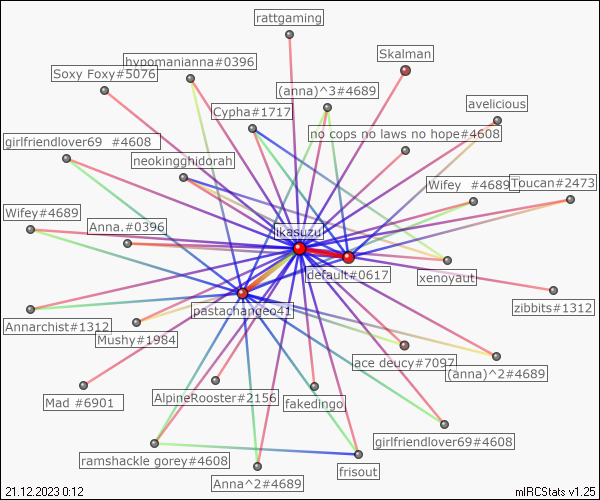 rattgaming
Skalman
hypomanianna#0396
Soxy Foxy#5076
(anna)^3#4689
avelicious
Cypha#1717
no cops no laws no hope#4608
girlfriendlover69 #4608
neokingghidorah
Wifey #4689
Toucan#2473
Wifey#4689
Anna.#0396
ikasuzu
default#0617
xenoyaut
zibbits#1312
pastachangeo41
Annarchist#1312
Mushy#1984
ace deucy#7097
(anna)^2#4689
Mad #6901
AlpineRooster#2156
fakedingo
girlfriendlover69#4608
ramshackle gorey#4608
frisout
Anna^2#4689
21.12.2023 0:12
mIRCStats v1.25